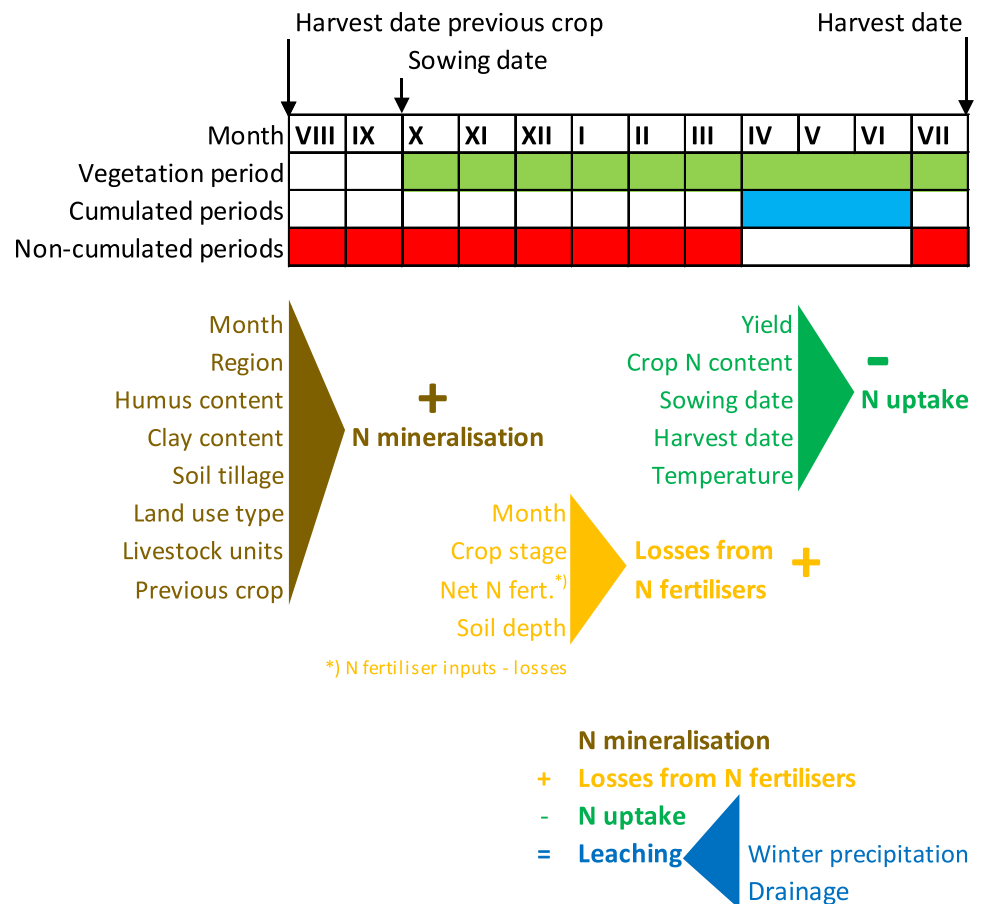 Harvest date previous crop
Harvest date
Sowing date
Month VIII IX X XI XII I II III IV V VI VII
Vegetation period
Cumulated periods
Non-cumulated periods
Month
Region
Humus content
Clay content
Soil tillage
Land use type
Livestock units
Previous crop
+
N mineralisation
Yield
Crop N content
Sowing date
Harvest date
Temperature
-
N uptake
Month
Crop stage
Net N fert.*)
Soil depth
Losses from
N fertilisers
+
*) N fertiliser inputs - losses
N mineralisation
+ Losses from N fertilisers
- N uptake
= Leaching
Winter precipitation
Drainage